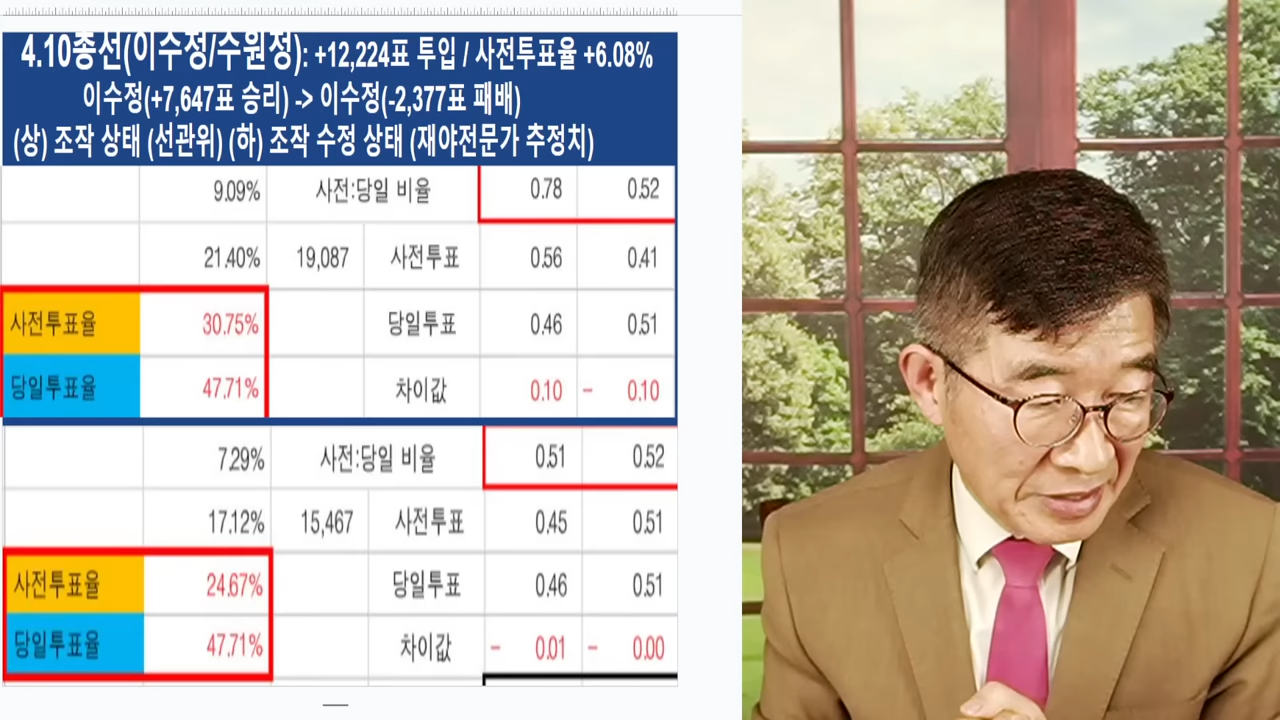 4.10총선(이수정/수원정): +12,224표 투입 / 사전투표율 +6.08%
이수정(+7,647표 승리) -> 이수정(-2,377표 패배)
(상) 조작 상태 (선관위) (하) 조작 수정 상태 (재야전문가 추정치)
9.09% 사전:당일 비율 0.78 0.52
21.40% 19,087 사전투표 0.56 0.41
사전투표율 30.75% 당일투표 0.46 0.51
당일투표율 47.71% 차이값 0.10 - 0.10
7.29% 사전:당일 비율 0.51 0.52
17.12% 15,467 사전투표 0.45 0.51
사전투표율 24.67% 당일투표 0.46 0.51
당일투표율 47.71% 차이값 - 0.01 - 0.00